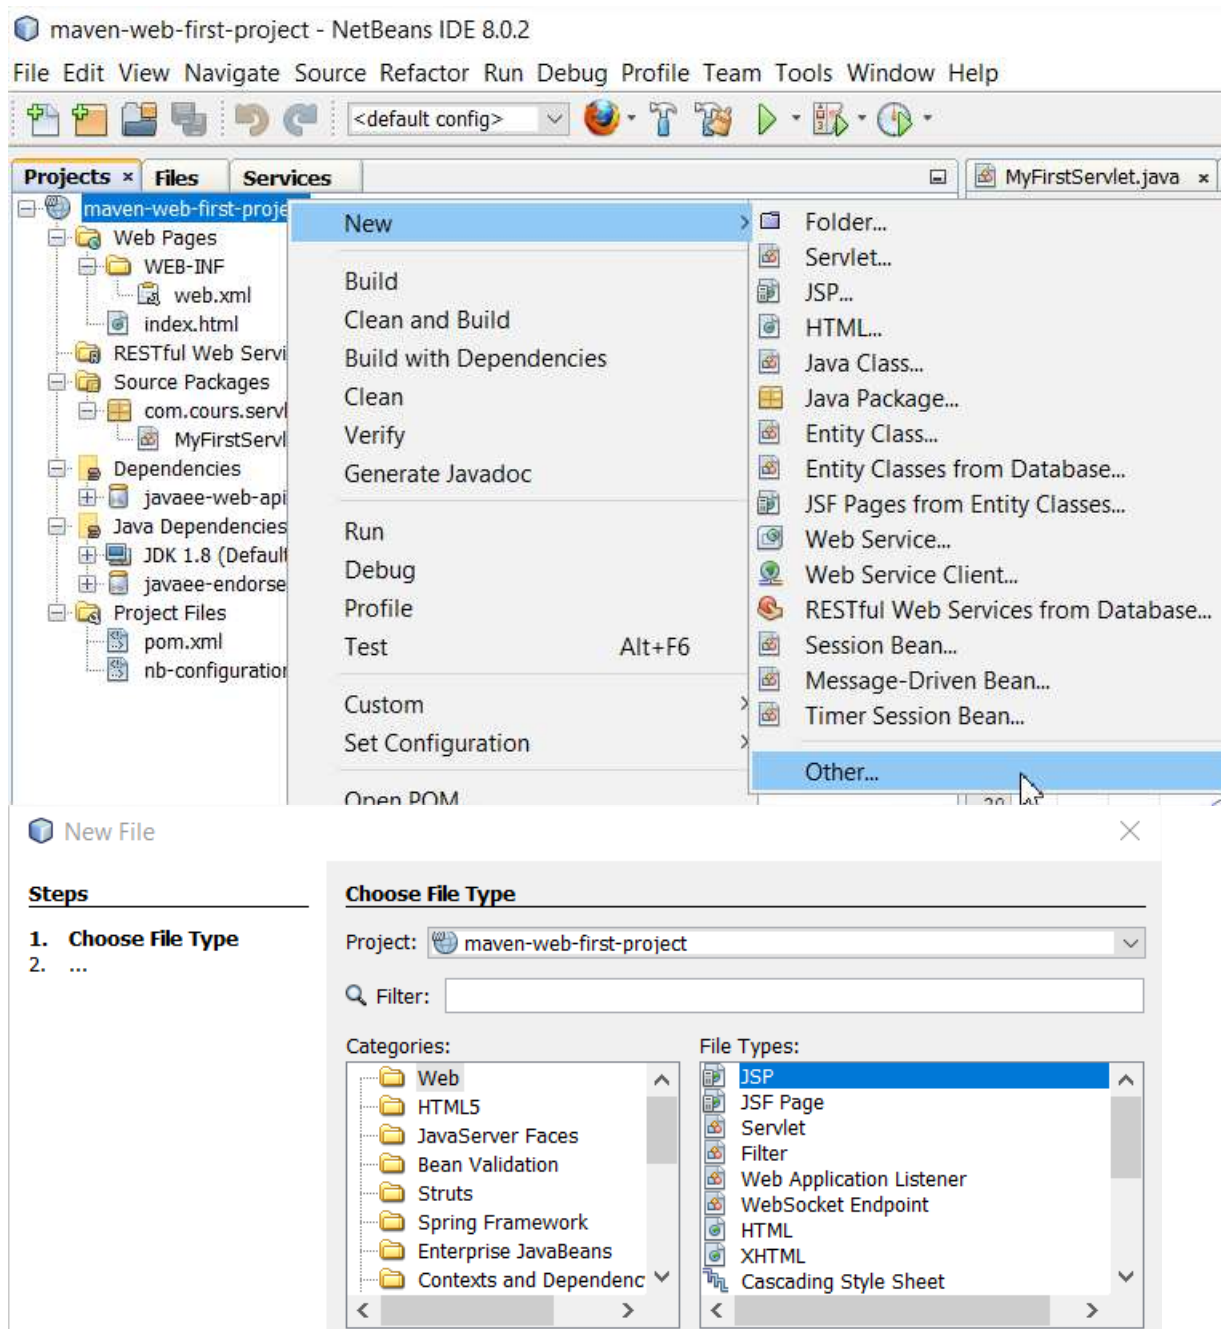 maven-web-first-project - NetBeans IDE 8.0.2
File Edit View Navigate Source Refactor Run Debug Profile Team Tools Window Help
<default config>
Projects Files Services
MyFirstServlet.java
maven-web-first-proje
Web Pages
WEB-INF
web.xml
index.html
RESTful Web Servi
Source Packages
com.cours.servl
MyFirstServl
Dependencies
javaee-web-api
Java Dependencies
JDK 1.8 (Default
javaee-endorse
Project Files
pom.xml
nb-configuration
New
Build
Clean and Build
Build with Dependencies
Clean
Verify
Generate Javadoc
Run
Debug
Profile
Test Alt+F6
Custom
Set Configuration
Open POM
Folder...
Servlet...
JSP...
HTML...
Java Class...
Java Package...
Entity Class...
Entity Classes from Database...
JSF Pages from Entity Classes...
Web Service...
Web Service Client...
RESTful Web Services from Database...
Session Bean...
Message-Driven Bean...
Timer Session Bean...
Other...
New File
Steps
1. Choose File Type
2. ...
Choose File Type
Project: maven-web-first-project
Filter:
Categories:
Web
HTML5
JavaServer Faces
Bean Validation
Struts
Spring Framework
Enterprise JavaBeans
Contexts and Dependenc
File Types:
JSP
JSF Page
Servlet
Filter
Web Application Listener
WebSocket Endpoint
HTML
XHTML
Cascading Style Sheet